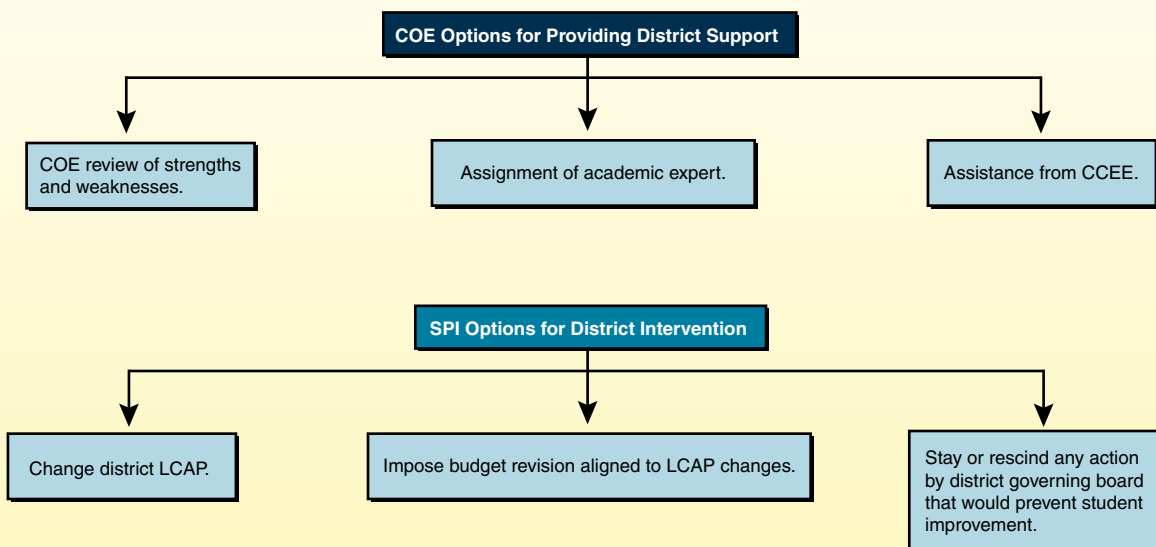 COE Options for Providing District Support
COE review of strengths
and weaknesses.
Assignment of academic expert.
Assistance from CCEE.
SPI Options for District Intervention
Change district LCAP.
Impose budget revision aligned to LCAP changes.
Stay or rescind any action
by district governing board
that would prevent student
improvement.